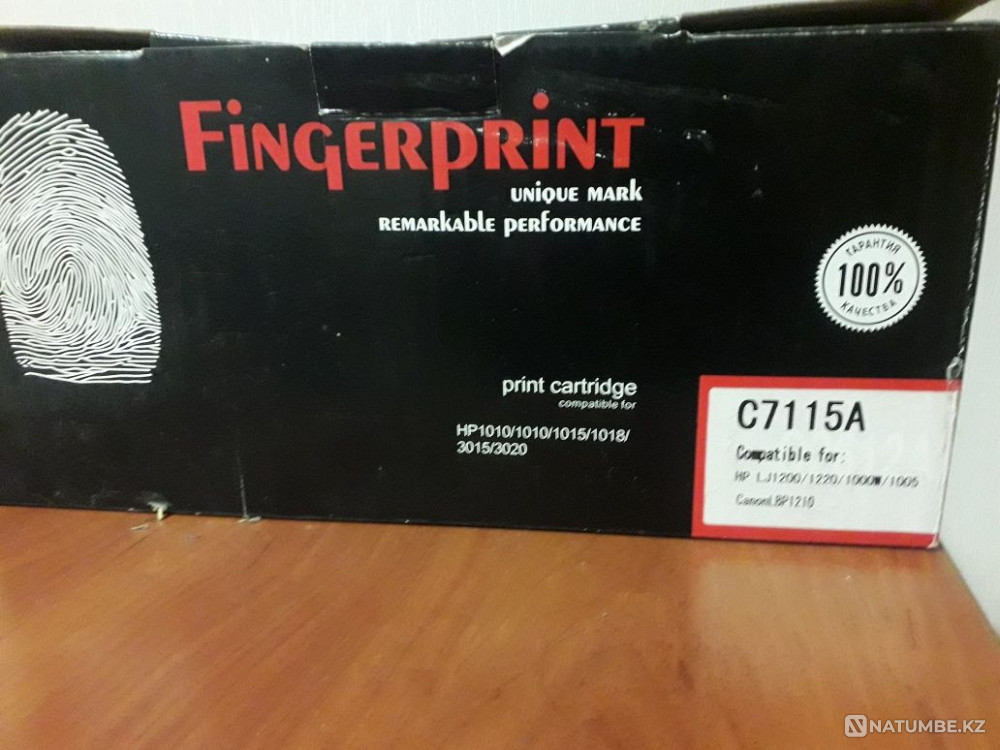 FINGERPRINT
UNIQUE MARK
REMARKABLE PERFORMANCE
ГАРАНТИЯ
100%
КАЧЕСТВА
print cartridge
compatible for
HP1010/1010/1015/1018/
3015/3020
C7115A
Compatible for:
HP LJ1200/1220/1000W/1005
CanonLBP1210
NATUMBE.KZ